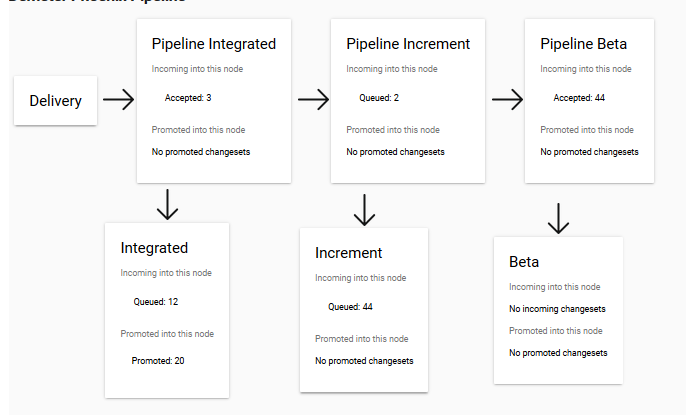 Delivery
Pipeline Integrated
Incoming into this node
Accepted: 3
Promoted into this node
No promoted changesets
Pipeline Increment
Incoming into this node
Queued: 2
Promoted into this node
No promoted changesets
Pipeline Beta
Incoming into this node
Accepted: 44
Promoted into this node
No promoted changesets
Integrated
Incoming into this node
Queued: 12
Promoted into this node
Promoted: 20
Increment
Incoming into this node
Queued: 44
Promoted into this node
No promoted changesets
Beta
Incoming into this node
No incoming changesets
Promoted into this node
No promoted changesets